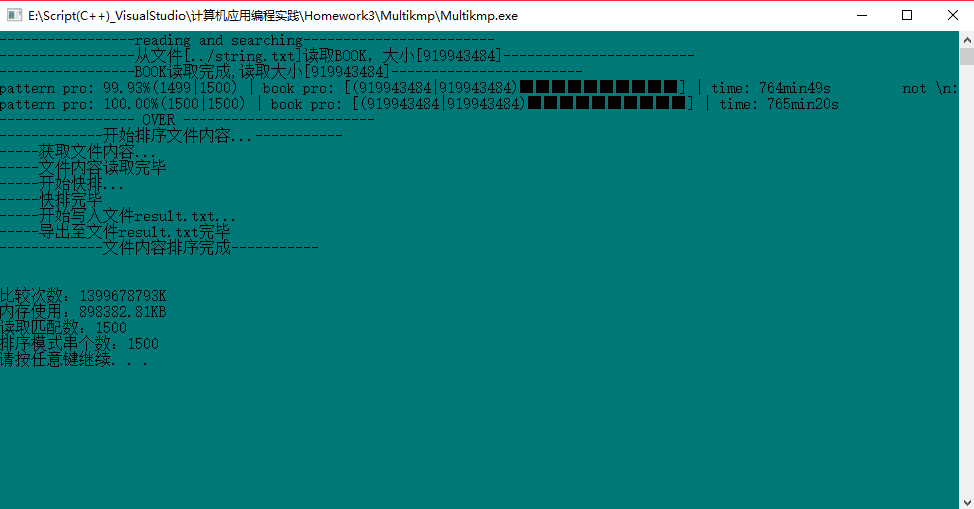 E:\Script(C++)_VisualStudio\计算机应用编程实践\Homework3\Multikmp\Multikmp.exe
-----------------reading and searching------------------------
-----------------从文件[../string.txt]读取BOOK，大小[919943484]-----------------
-----------------BOOK读取完成,读取大小[919943484]------------------------
pattern pro: 99.93%(1499|1500) | book pro: [(919943484|919943484)■■■■■■■■■■] | time: 764min49s         not \n:
pattern pro: 100.00%(1500|1500) | book pro: [(919943484|919943484)■■■■■■■■■■] | time: 765min20s
----------------- OVER ------------------------
-------------开始排序文件内容...-----------
-----获取文件内容...
-----文件内容读取完毕
-----开始快排...
-----快排完毕
-----开始写入文件result.txt...
-----导出至文件result.txt完毕
-------------文件内容排序完成-----------
比较次数：1399678793K
内存使用：898382.81KB
读取匹配数：1500
排序模式串个数：1500
请按任意键继续. . .